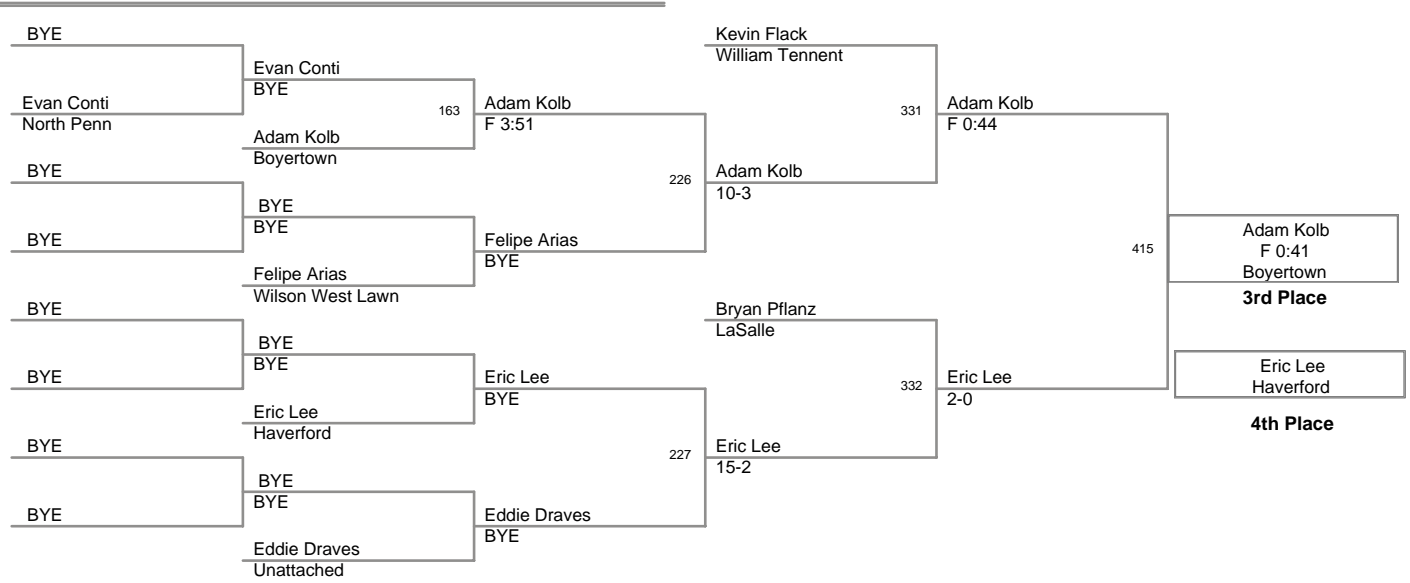 BYE
Evan Conti
North Penn
BYE
BYE
BYE
BYE
BYE
BYE
Evan Conti
BYE
163
Adam Kolb
Boyertown
BYE
BYE
Felipe Arias
Wilson West Lawn
BYE
BYE
Eric Lee
Haverford
BYE
BYE
Eddie Draves
Unattached
Adam Kolb
F 3:51
226
Felipe Arias
BYE
Eric Lee
BYE
227
Eddie Draves
BYE
Kevin Flack
William Tennent
331
Adam Kolb
10-3
Bryan Pflanz
LaSalle
332
Eric Lee
15-2
Adam Kolb
F 0:44
415
Eric Lee
2-0
Adam Kolb
F 0:41
Boyertown
3rd Place
Eric Lee
Haverford
4th Place